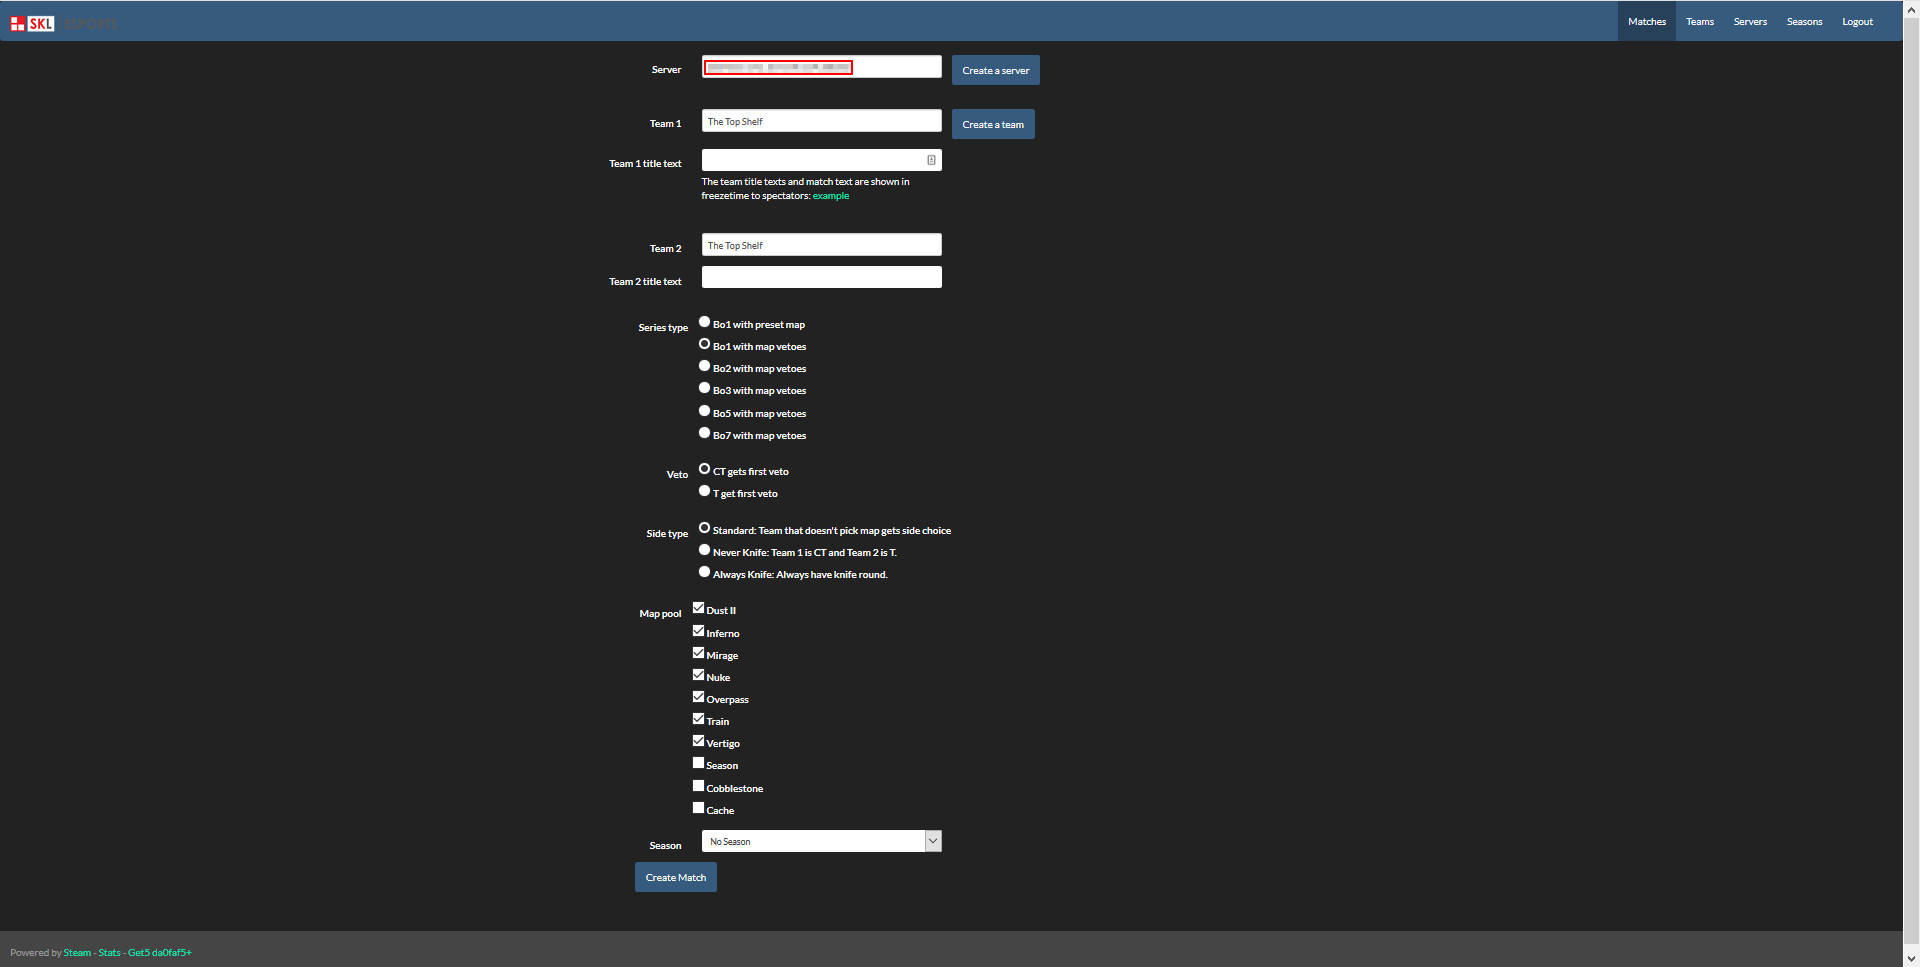 SKL ESPORTS
Matches Teams Servers Seasons Logout
Server
Create a server
Team 1 The Top Shelf Create a team
Team 1 title text
The team title texts and match text are shown in
freezetime to spectators: example
Team 2 The Top Shelf
Team 2 title text
Series type
Bo1 with preset map
Bo1 with map vetoes
Bo2 with map vetoes
Bo3 with map vetoes
Bo5 with map vetoes
Bo7 with map vetoes
Veto
CT gets first veto
T get first veto
Side type
Standard: Team that doesn't pick map gets side choice
Never Knife: Team 1 is CT and Team 2 is T.
Always Knife: Always have knife round.
Map pool
Dust II
Inferno
Mirage
Nuke
Overpass
Train
Vertigo
Season
Cobblestone
Cache
Season No Season
Create Match
Powered by Steam - Stats - Get5 da0faf5+